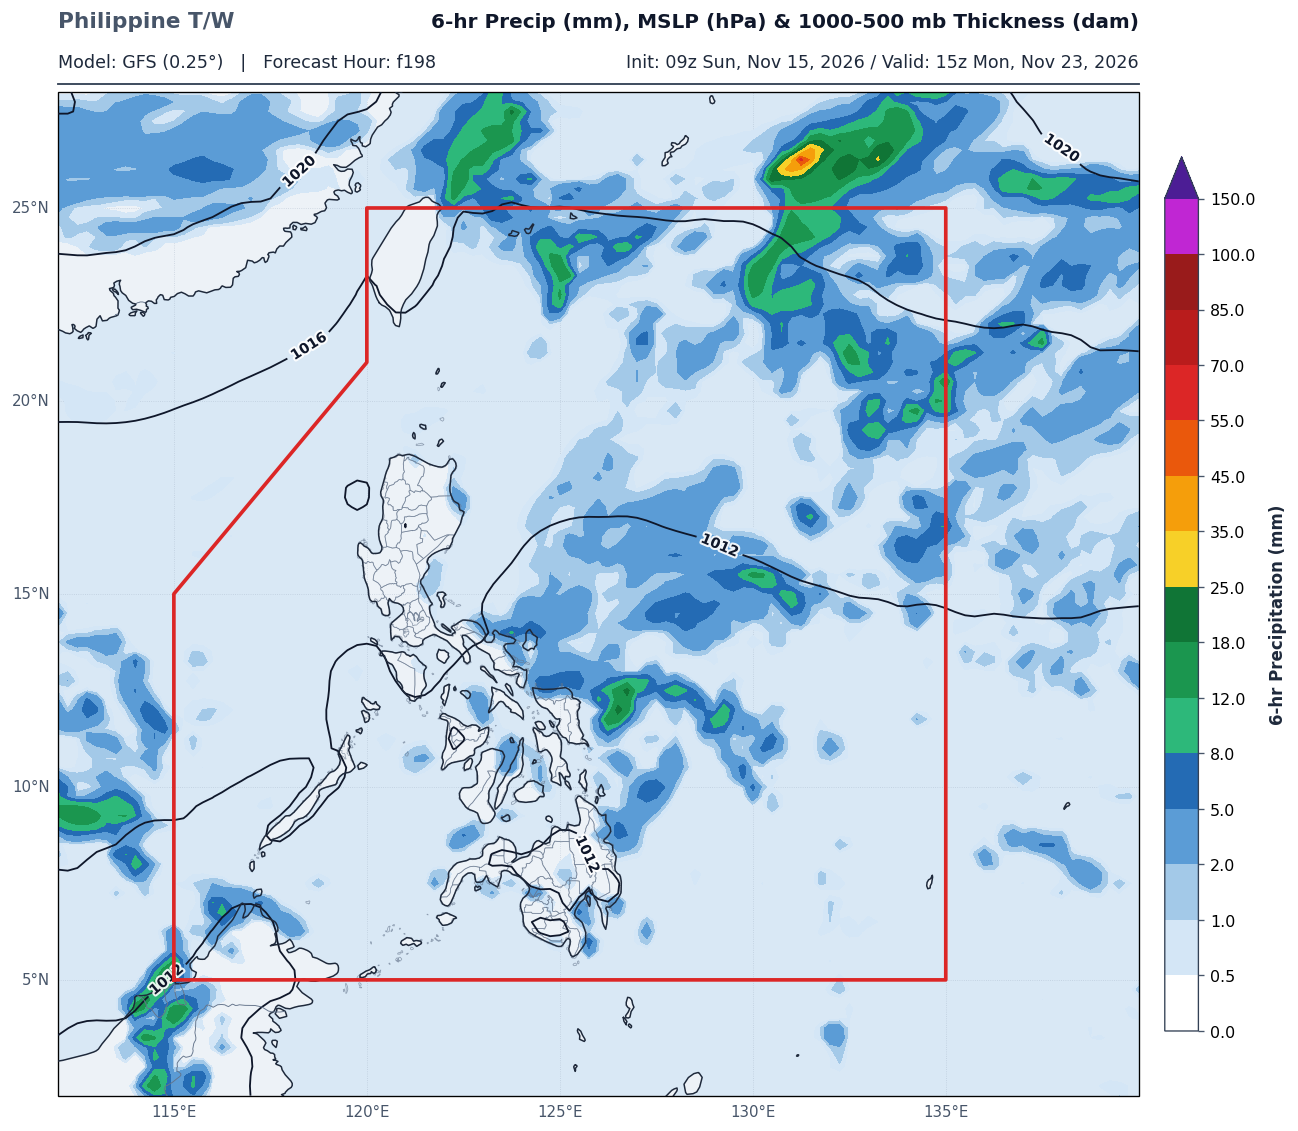 Philippine T/W
6-hr Precip (mm), MSLP (hPa) & 1000-500 mb Thickness (dam)
Model: GFS (0.25°) | Forecast Hour: f198
Init: 09z Sun, Nov 15, 2026 / Valid: 15z Mon, Nov 23, 2026
1020
1020
1016
1012
1012
1012
25°N
20°N
15°N
10°N
5°N
115°E
120°E
125°E
130°E
135°E
150.0
100.0
85.0
70.0
55.0
45.0
35.0
25.0
18.0
12.0
8.0
5.0
2.0
1.0
0.5
0.0
6-hr Precipitation (mm)